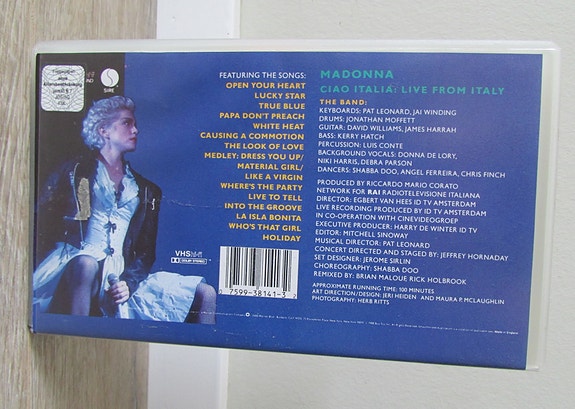 SIRE
FEATURING THE SONGS:
OPEN YOUR HEART
LUCKY STAR
TRUE BLUE
PAPA DON'T PREACH
WHITE HEAT
CAUSING A COMMOTION
THE LOOK OF LOVE
MEDLEY: DRESS YOU UP/
MATERIAL GIRL/
LIKE A VIRGIN
WHERE'S THE PARTY
LIVE TO TELL
INTO THE GROOVE
LA ISLA BONITA
WHO'S THAT GIRL
HOLIDAY
VHS hi-fi
DOLBY STEREO
0 7599-38141-3 2
MADONNA
CIAO ITALIA: LIVE FROM ITALY
THE BAND:
KEYBOARDS: PAT LEONARD, JAI WINDING
DRUMS: JONATHAN MOFFETT
GUITAR: DAVID WILLIAMS, JAMES HARRAH
BASS: KERRY HATCH
PERCUSSION: LUIS CONTE
BACKGROUND VOCALS: DONNA DE LORY,
NIKI HARRIS, DEBRA PARSON
DANCERS: SHABBA DOO, ANGEL FERREIRA, CHRIS FINCH
PRODUCED BY RICCARDO MARIO CORATO
NETWORK FOR RAI RADIOTELEVISIONE ITALIANA
DIRECTOR: EGBERT VAN HEES ID TV AMSTERDAM
LIVE RECORDING PRODUCED BY ID TV AMSTERDAM
IN CO-OPERATION WITH CINEVIDEOGROEP
EXECUTIVE PRODUCER: HARRY DE WINTER ID TV
EDITOR: MITCHELL SINOWAY
MUSICAL DIRECTOR: PAT LEONARD
CONCERT DIRECTED AND STAGED BY: JEFFREY HORNADAY
SET DESIGNER: JEROME SIRLIN
CHOREOGRAPHY: SHABBA DOO
REMIXED BY: BRIAN MALOUE RICK HOLBROOK
APPROXIMATE RUNNING TIME: 100 MINUTES
ART DIRECTION/DESIGN: JERI HEIDEN AND MAURA P. MCLAUGHLIN
PHOTOGRAPHY: HERB RITTS